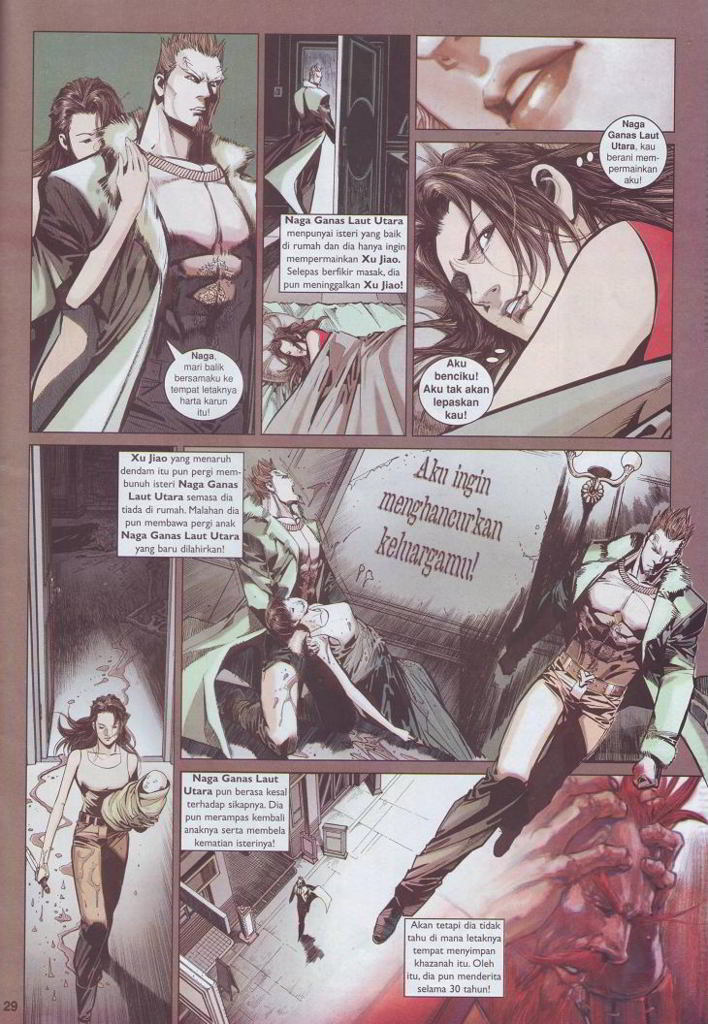 Naga,
mari balik
bersamaku ke
tempat letaknya
harta karun
itu!
Naga Ganas Laut Utara
menpunyai isteri yang baik
di rumah dan dia hanya ingin
mempermainkan Xu Jiao.
Selepas berfikir masak, dia
pun meninggalkan Xu Jiao!
Naga
Ganas Laut
Utara, kau
berani mem-
permainkan
aku!
Aku
benciku!
Aku tak akan
lepaskan
kau!
Xu Jiao yang menaruh
dendam itu pun pergi mem-
bunuh isteri Naga Ganas
Laut Utara semasa dia
tiada di rumah. Malahan dia
pun membawa pergi anak
Naga Ganas Laut Utara
yang baru dilahirkan!
Aku ingin
menghancurkan
keluargamu!
Naga Ganas Laut
Utara pun berasa kesal
terhadap sikapnya. Dia
pun merampas kembali
anaknya serta membela
kematian isterinya!
Akan tetapi dia tidak
tahu di mana letaknya
tempat menyimpan
khazanah itu. Oleh
itu, dia pun menderita
selama 30 tahun!
29